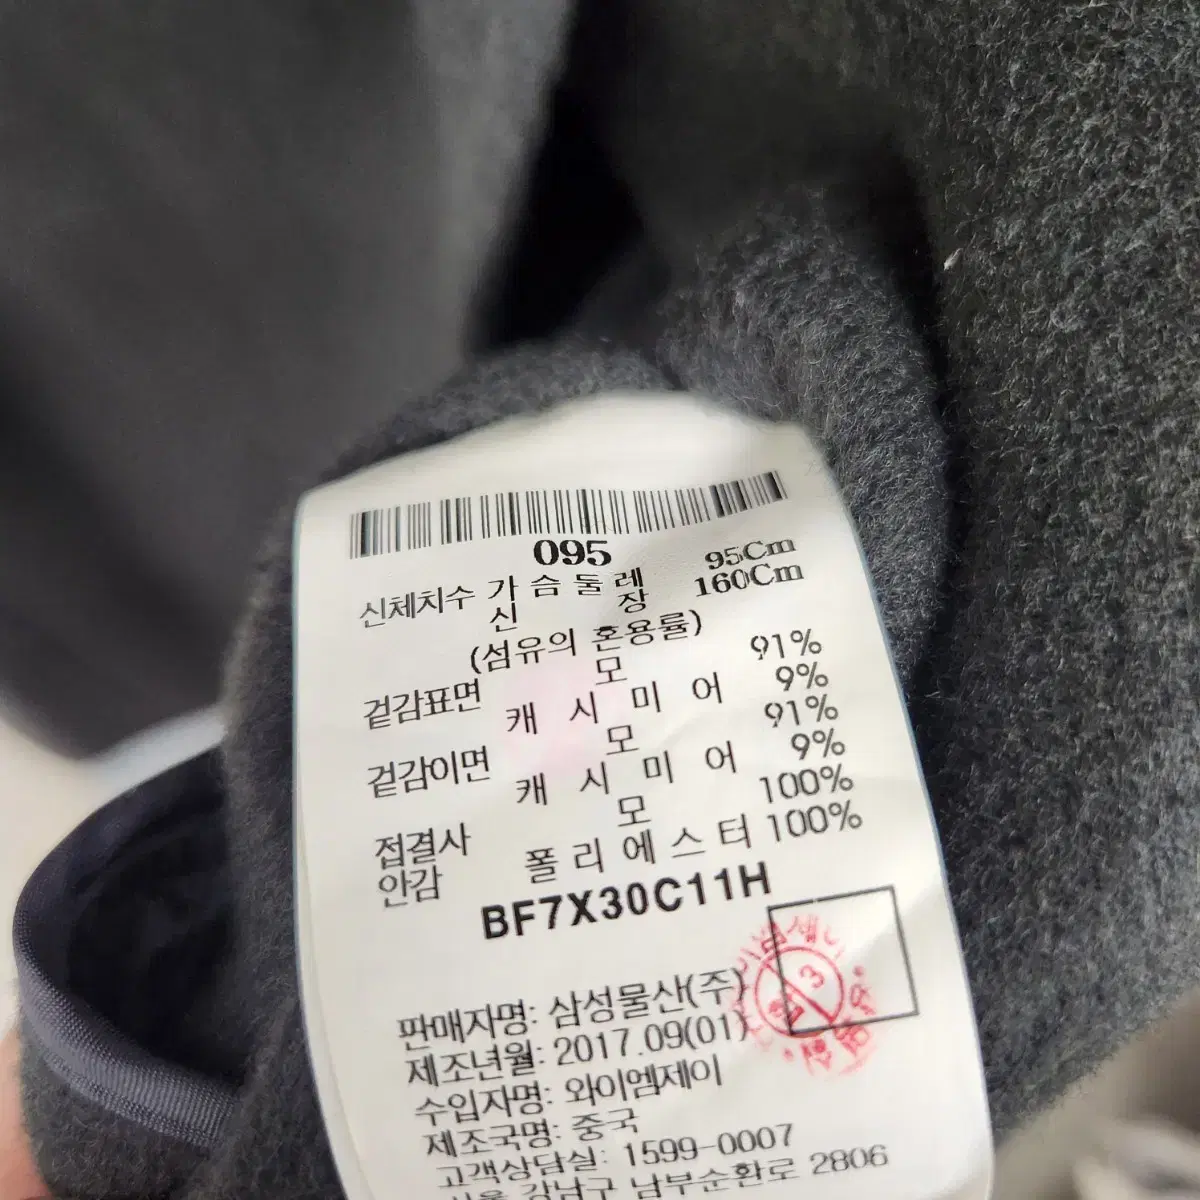 095
신체치수 가슴둘레 95Cm
신장 160Cm
(섬유의 혼용률)
겉감표면 모 91%
캐시미어 9%
겉감이면 모 91%
캐시미어 9%
접결사 모 100%
안감 폴리에스터 100%
BF7X30C11H
판매자명: 삼성물산(주)
제조년월: 2017.09(01)
수입자명: 와이엠제이
제조국명: 중국
고객상담실: 1599-0007
서울 강남구 남부순환로 2806
3